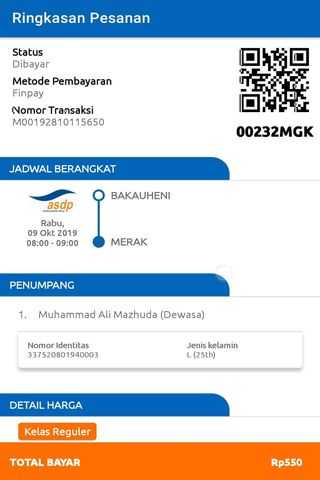 Ringkasan Pesanan
Status
Dibayar
Metode Pembayaran
Finpay
Nomor Transaksi
M00192810115650
00232MGK
JADWAL BERANGKAT
asdp
Rabu,
09 Okt 2019
08:00 - 09:00
BAKAUHENI
MERAK
PENUMPANG
1. Muhammad Ali Mazhuda (Dewasa)
Nomor Identitas
337520801940003
Jenis kelamin
L (25th)
DETAIL HARGA
Kelas Reguler
TOTAL BAYAR
Rp550